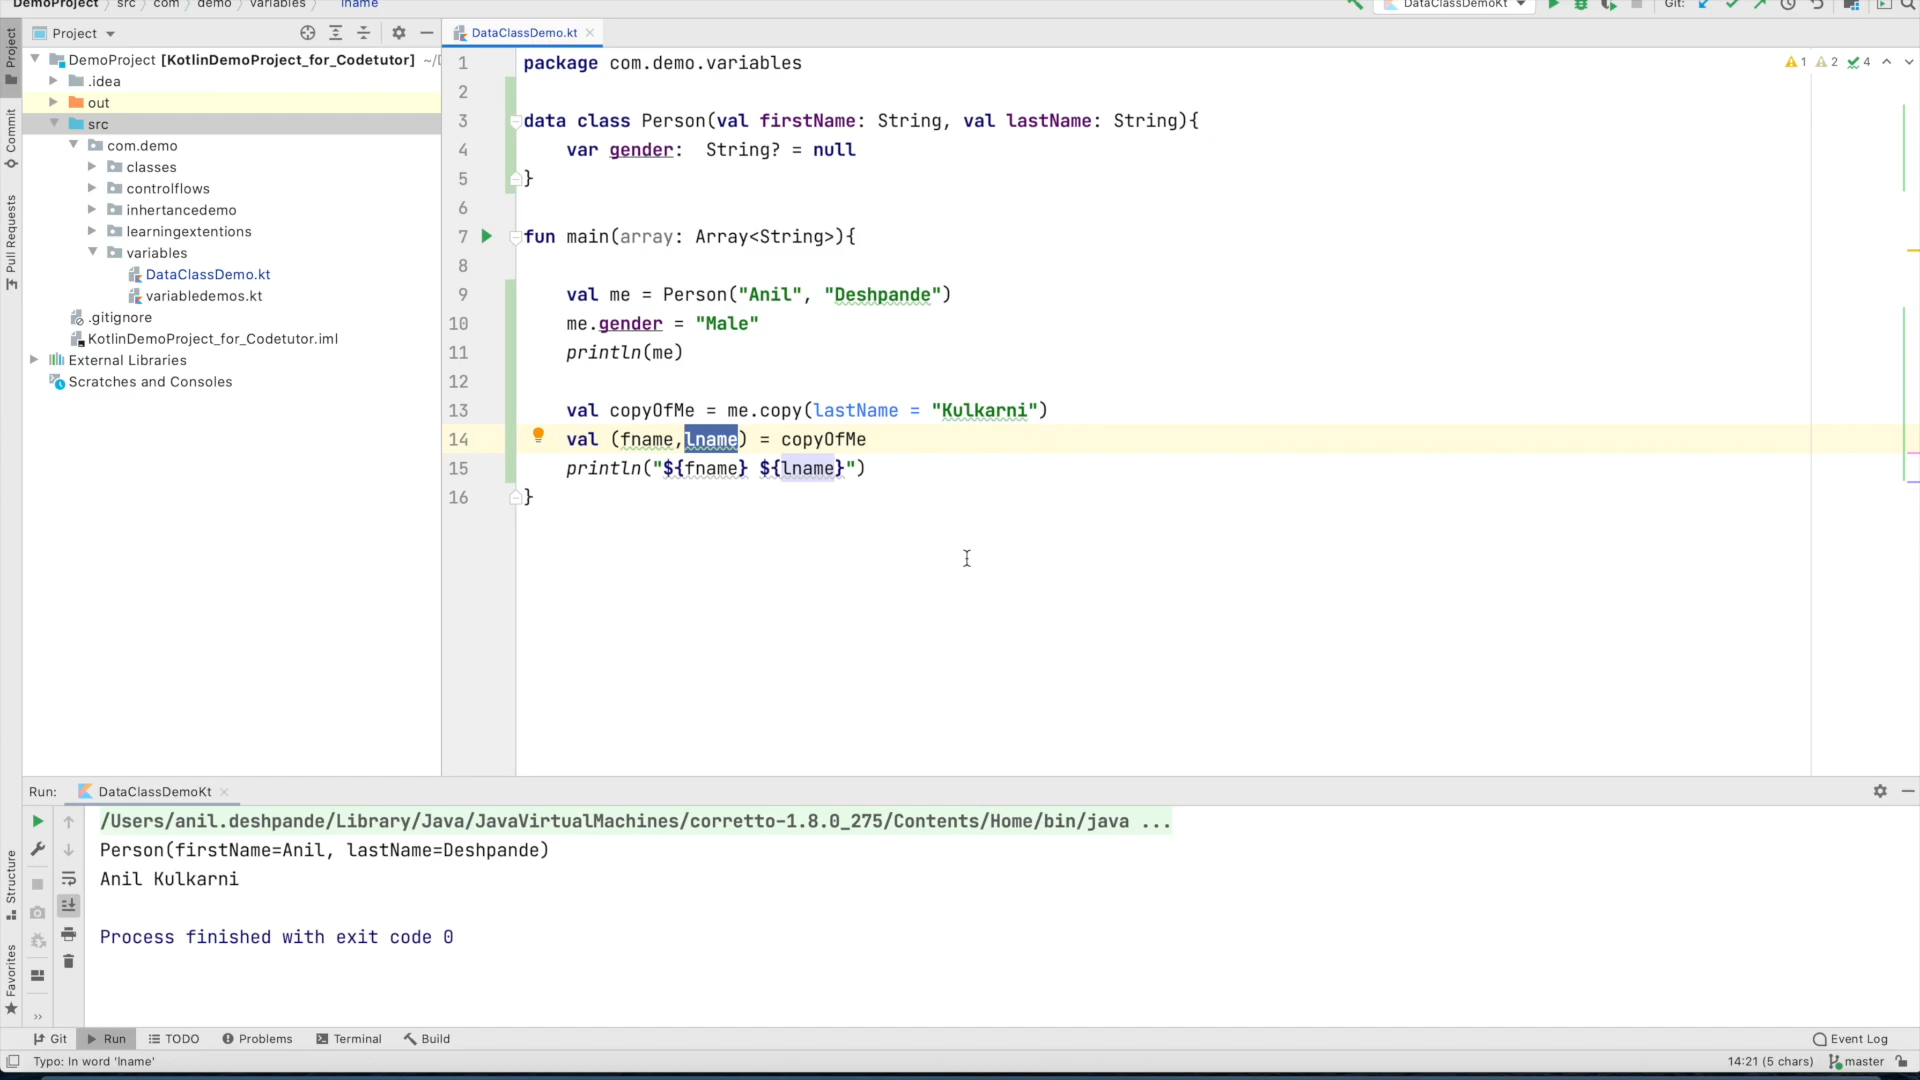 DemoProject 〉 src 〉 com 〉 demo 〉 variables 〉 lname
DataClassDemoKt
Git:
Project
DataClassDemo.kt
DemoProject [KotlinDemoProject_for_Codetutor] ~/
.idea
out
src
com.demo
classes
controlflows
inhertancedemo
learningextentions
variables
DataClassDemo.kt
variabledemos.kt
.gitignore
KotlinDemoProject_for_Codetutor.iml
External Libraries
Scratches and Consoles
Project
Commit
Pull Requests
Structure
Favorites
1 package com.demo.variables
1 2 4
2
3 data class Person(val firstName: String, val lastName: String){
4 var gender:  String? = null
5 }
6
7 fun main(array: Array<String>){
8
9 val me = Person("Anil", "Deshpande")
10 me.gender = "Male"
11 println(me)
12
13 val copyOfMe = me.copy(lastName = "Kulkarni")
14 val (fname,lname) = copyOfMe
15 println("${fname} ${lname}")
16 }
Run: DataClassDemoKt
/Users/anil.deshpande/Library/Java/JavaVirtualMachines/corretto-1.8.0_275/Contents/Home/bin/java ...
Person(firstName=Anil, lastName=Deshpande)
Anil Kulkarni
Process finished with exit code 0
Git Run TODO Problems Terminal Build Event Log
Typo: In word 'lname' 14:21 (5 chars) master